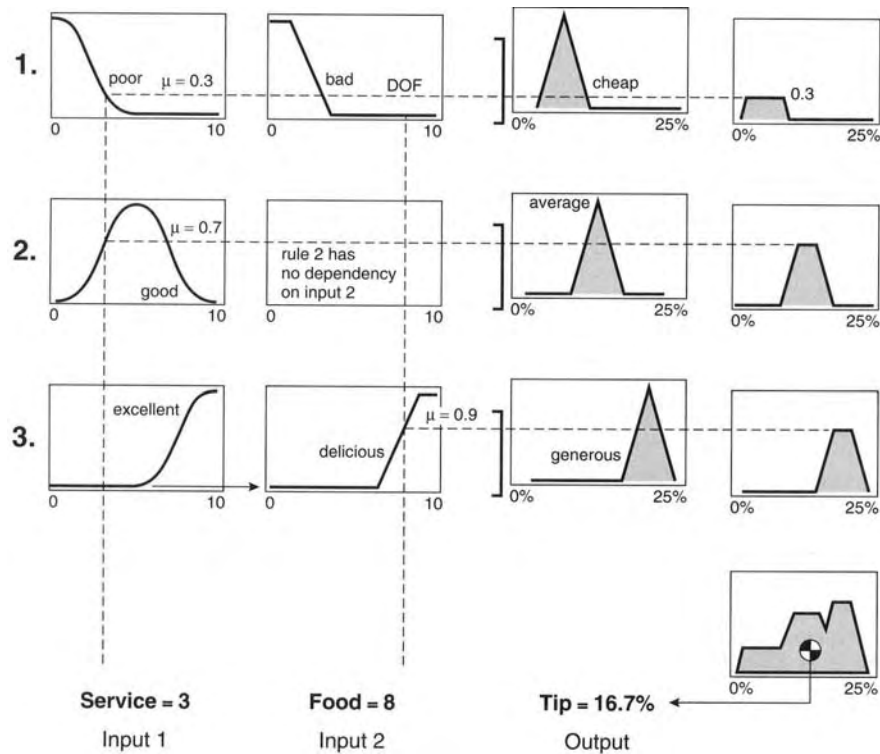 1.
poor
μ = 0.3
0
10
bad
DOF
0
10
cheap
0%
25%
0.3
0%
25%
2.
μ = 0.7
good
0
10
rule 2 has
no dependency
on input 2
0
10
average
0%
25%
0%
25%
3.
excellent
0
10
delicious
μ = 0.9
0
10
generous
0%
25%
0%
25%
0%
25%
Service = 3
Food = 8
Tip = 16.7%
Input 1
Input 2
Output